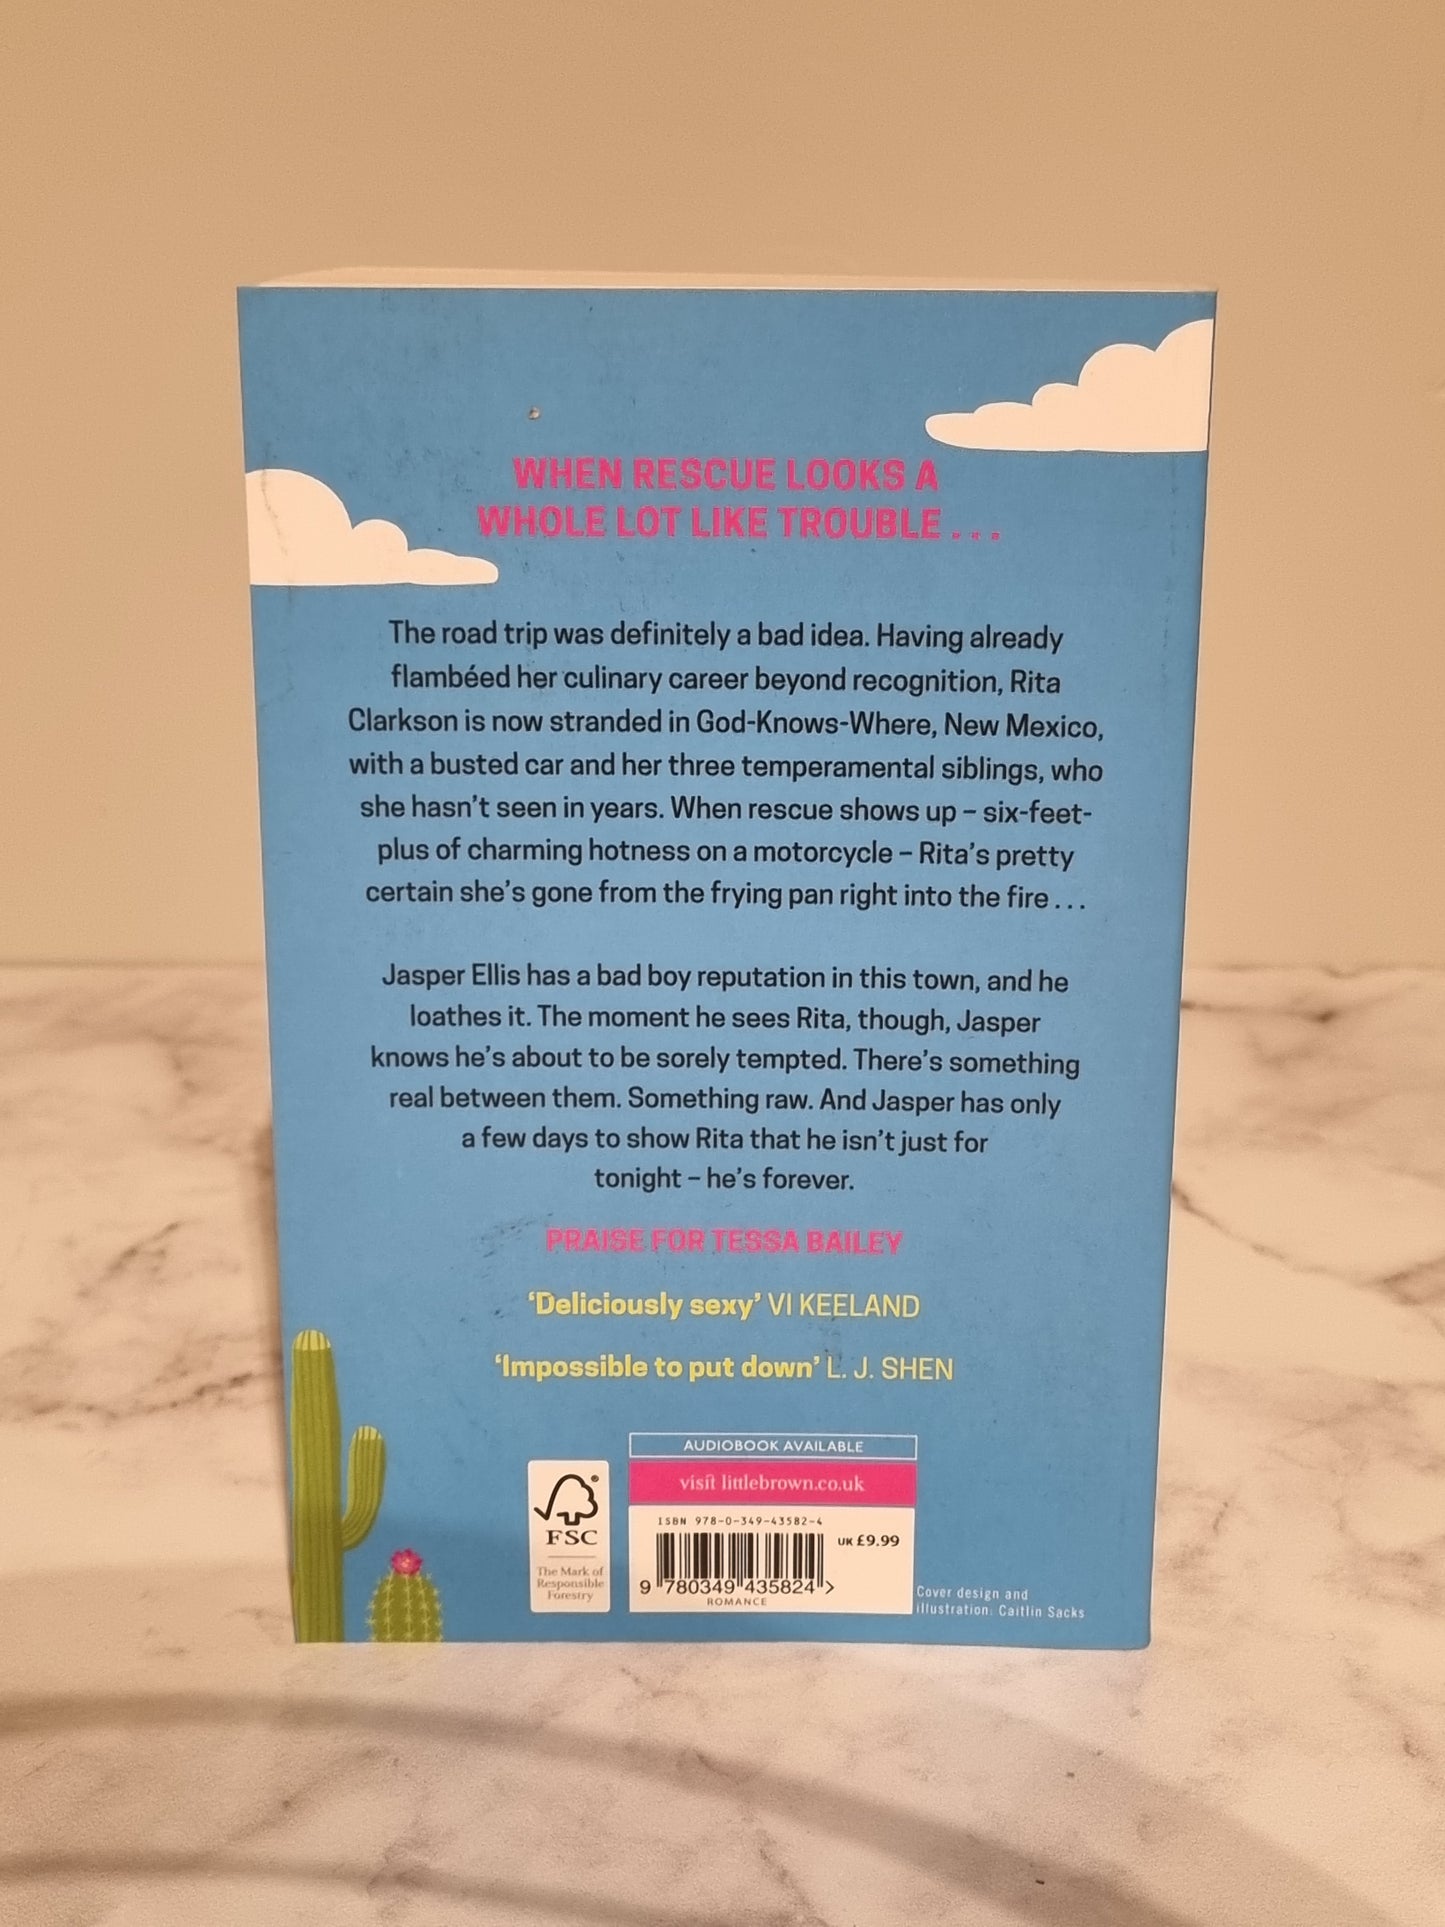 WHEN RESCUE LOOKS A
WHOLE LOT LIKE TROUBLE . . .
The road trip was definitely a bad idea. Having already
flambéed her culinary career beyond recognition, Rita
Clarkson is now stranded in God-Knows-Where, New Mexico,
with a busted car and her three temperamental siblings, who
she hasn't seen in years. When rescue shows up – six-feet-
plus of charming hotness on a motorcycle – Rita's pretty
certain she's gone from the frying pan right into the fire . . .
Jasper Ellis has a bad boy reputation in this town, and he
loathes it. The moment he sees Rita, though, Jasper
knows he's about to be sorely tempted. There's something
real between them. Something raw. And Jasper has only
a few days to show Rita that he isn't just for
tonight – he's forever.
PRAISE FOR TESSA BAILEY
'Deliciously sexy' VI KEELAND
'Impossible to put down' L. J. SHEN
AUDIOBOOK AVAILABLE
visit littlebrown.co.uk
®
FSC
The Mark of
Responsible
Forestry
ISBN 978-0-349-43582-4
UK £9.99
9 780349 435824 >
ROMANCE
Cover design and
illustration: Caitlin Sacks